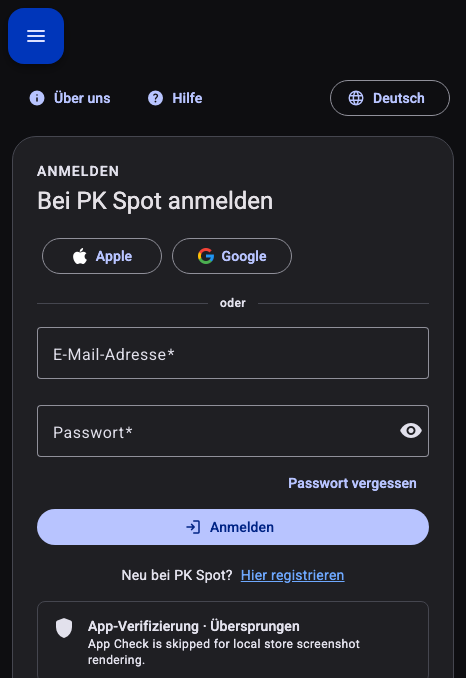 Über uns
Hilfe
Deutsch
ANMELDEN
Bei PK Spot anmelden
Apple
Google
oder
E-Mail-Adresse*
Passwort*
Passwort vergessen
Anmelden
Neu bei PK Spot? Hier registrieren
App-Verifizierung · Übersprungen
App Check is skipped for local store screenshot
rendering.